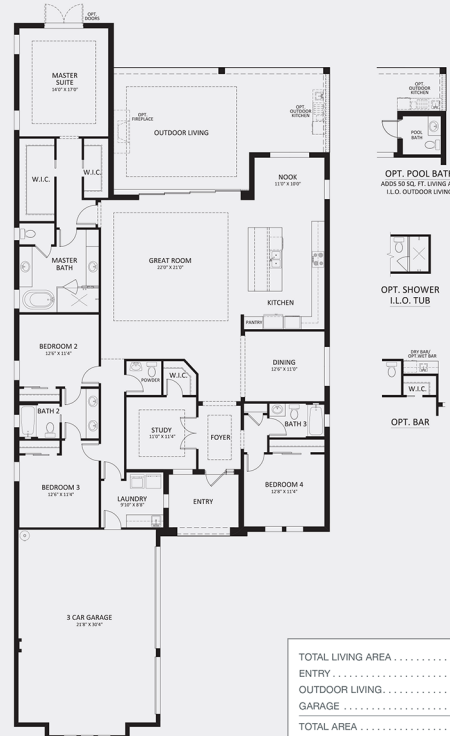 OPT.
DOORS
MASTER
SUITE
14'0" X 17'0"
W.I.C.
W.I.C.
OPT.
FIREPLACE
OUTDOOR LIVING
OPT.
OUTDOOR
KITCHEN
NOOK
11'0" X 10'0"
MASTER
BATH
GREAT ROOM
22'0" X 21'0"
KITCHEN
PANTRY
BEDROOM 2
12'6" X 11'4"
POWDER
W.I.C.
DINING
12'6" X 11'0"
BATH 2
STUDY
11'0" X 11'4"
FOYER
BATH 3
BEDROOM 3
12'6" X 11'4"
LAUNDRY
9'10" X 8'8"
ENTRY
BEDROOM 4
12'8" X 11'4"
3 CAR GARAGE
21'8" X 30'4"
OPT.
OUTDOOR
KITCHEN
POOL
BATH
OPT. POOL BATH
ADDS 50 SQ. FT. LIVING A
I.L.O. OUTDOOR LIVING
OPT. SHOWER
I.L.O. TUB
DRY BAR/
OPT.WET BAR
W.I.C.
OPT. BAR
TOTAL LIVING AREA . . . . . . . . . .
ENTRY . . . . . . . . . . . . . . . . . . . .
OUTDOOR LIVING. . . . . . . . . . . .
GARAGE . . . . . . . . . . . . . . . . . .
TOTAL AREA . . . . . . . . . . . . . . .